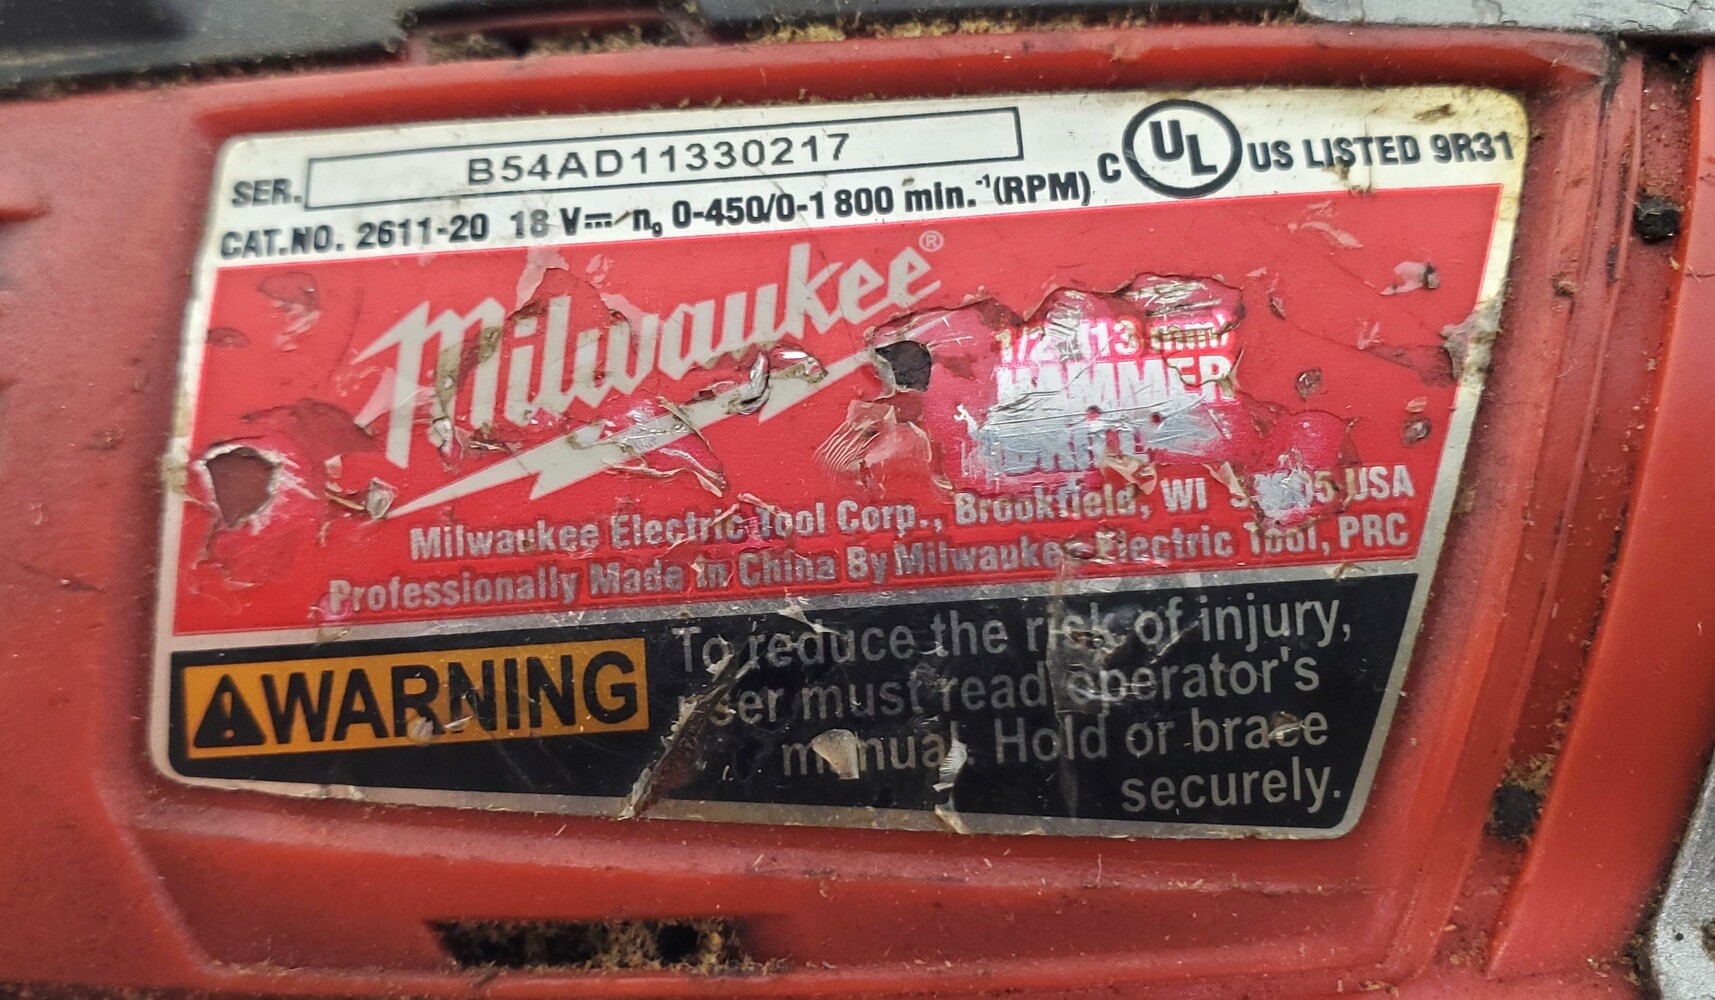 SER. B54AD11330217
CAT.NO. 2611-20 18 V⎓ n₀ 0-450/0-1 800 min.⁻¹(RPM)
C UL US LISTED 9R31
Milwaukee®
1/2" (13 mm)
HAMMER
DRILL
Milwaukee Electric Tool Corp., Brookfield, WI USA
Professionally Made in China By Milwaukee Electric Tool, PRC
WARNING
To reduce the risk of injury,
user must read operator's
manual. Hold or brace
securely.